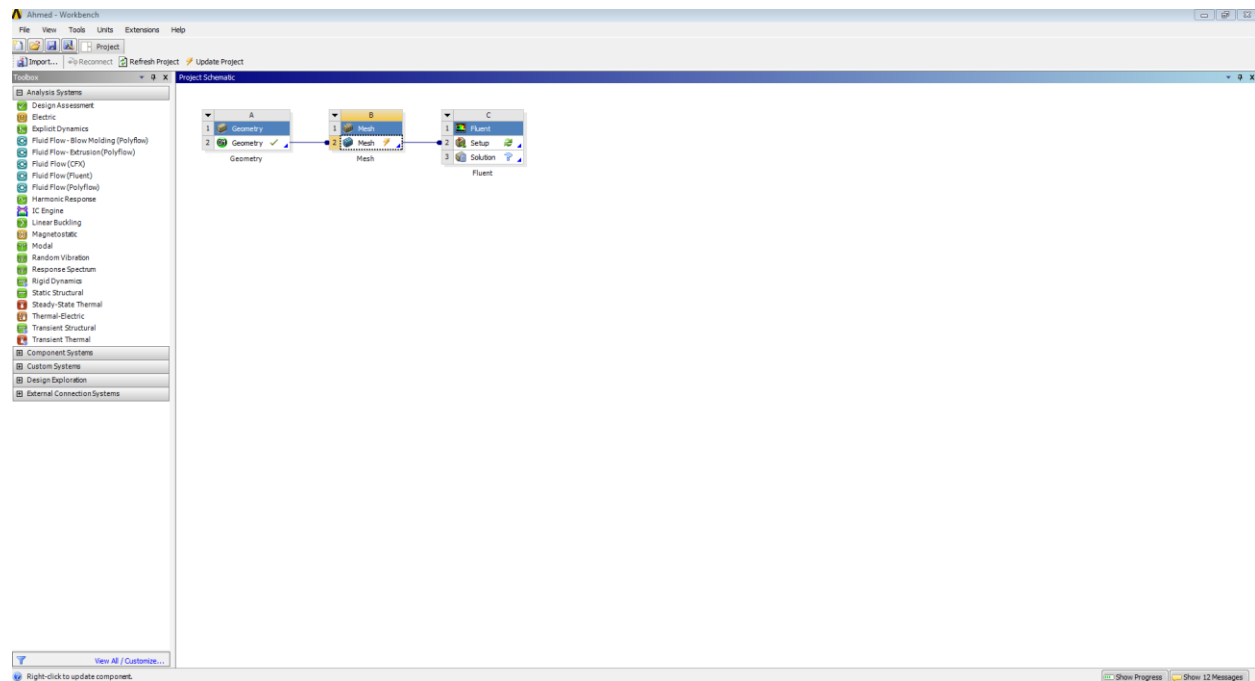 Ahmed - Workbench
File View Tools Units Extensions Help
Project
Import... Reconnect Refresh Project Update Project
Toolbox
Project Schematic
Analysis Systems
Design Assessment
Electric
Explicit Dynamics
Fluid Flow - Blow Molding (Polyflow)
Fluid Flow - Extrusion (Polyflow)
Fluid Flow (CFX)
Fluid Flow (Fluent)
Fluid Flow (Polyflow)
Harmonic Response
IC Engine
Linear Buckling
Magnetostatic
Modal
Random Vibration
Response Spectrum
Rigid Dynamics
Static Structural
Steady-State Thermal
Thermal-Electric
Transient Structural
Transient Thermal
Component Systems
Custom Systems
Design Exploration
External Connection Systems
A
1 Geometry
2 Geometry
Geometry
B
1 Mesh
2 Mesh
Mesh
C
1 Fluent
2 Setup
3 Solution
Fluent
View All / Customize...
Right-click to update component.
Show Progress Show 12 Messages